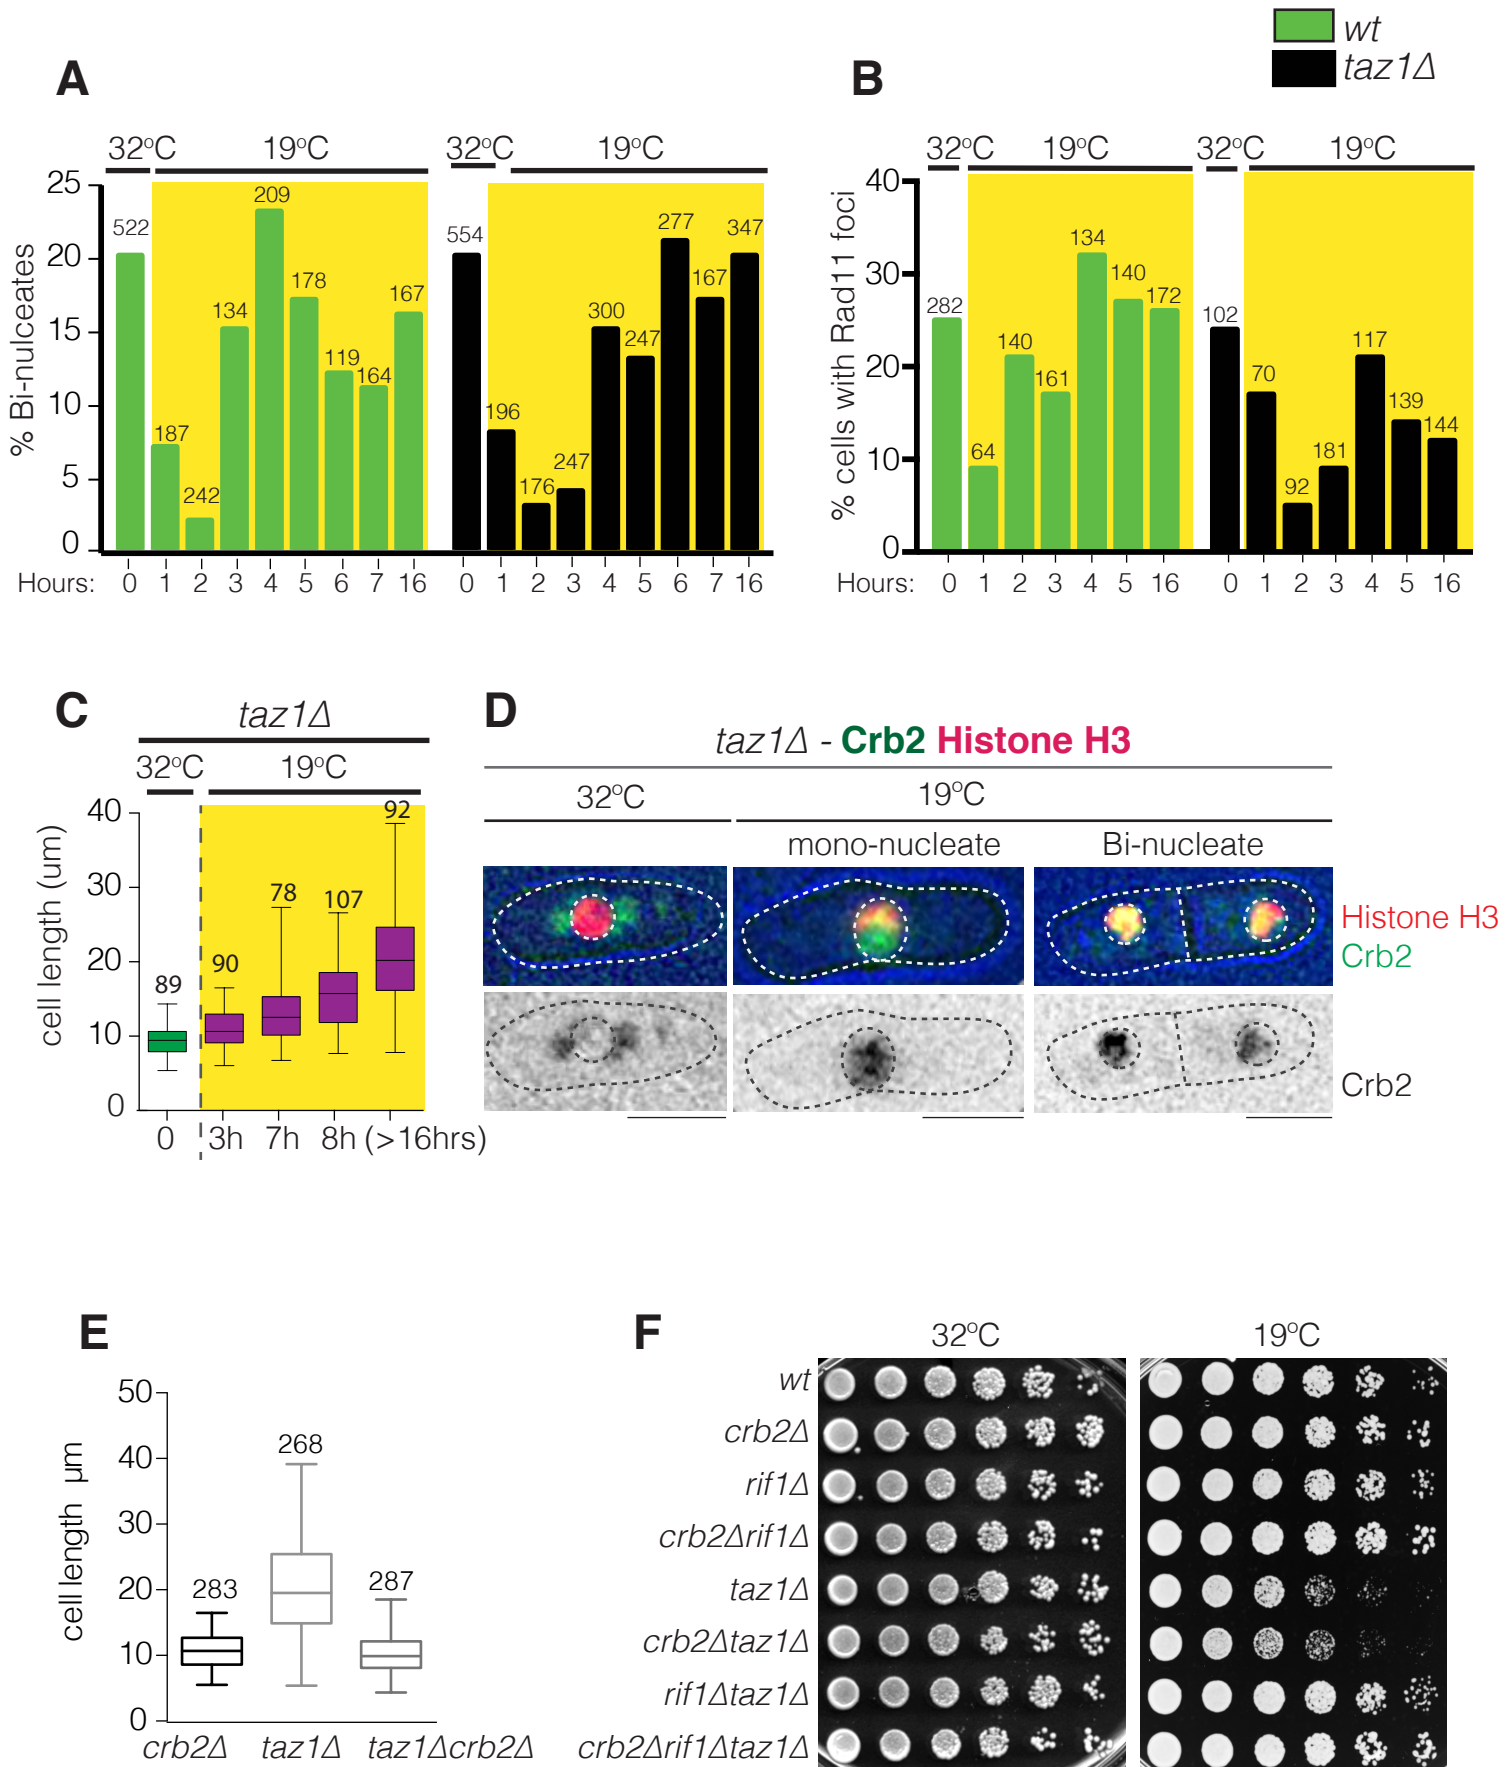 wt
taz1Δ
A
32°C 19°C 32°C 19°C
% Bi-nulceates
25
20
15
10
5
0
522 187 242 134 209 178 119 164 167
554 196 176 247 300 247 277 167 347
Hours: 0 1 2 3 4 5 6 7 16 0 1 2 3 4 5 6 7 16
B
32°C 19°C 32°C 19°C
% cells with Rad11 foci
40
30
20
10
0
282 64 140 161 134 140 172
102 70 92 181 117 139 144
Hours: 0 1 2 3 4 5 16 0 1 2 3 4 5 16
C
taz1Δ
32°C 19°C
cell length (um)
40
30
20
10
0
89 90 78 107 92
0 3h 7h 8h (>16hrs)
D
taz1Δ - Crb2 Histone H3
32°C 19°C
mono-nucleate Bi-nucleate
Histone H3
Crb2
Crb2
E
cell length µm
50
40
30
20
10
0
283 268 287
crb2Δ taz1Δ taz1Δcrb2Δ
F
32°C 19°C
wt
crb2Δ
rif1Δ
crb2Δrif1Δ
taz1Δ
crb2Δtaz1Δ
rif1Δtaz1Δ
crb2Δrif1Δtaz1Δ